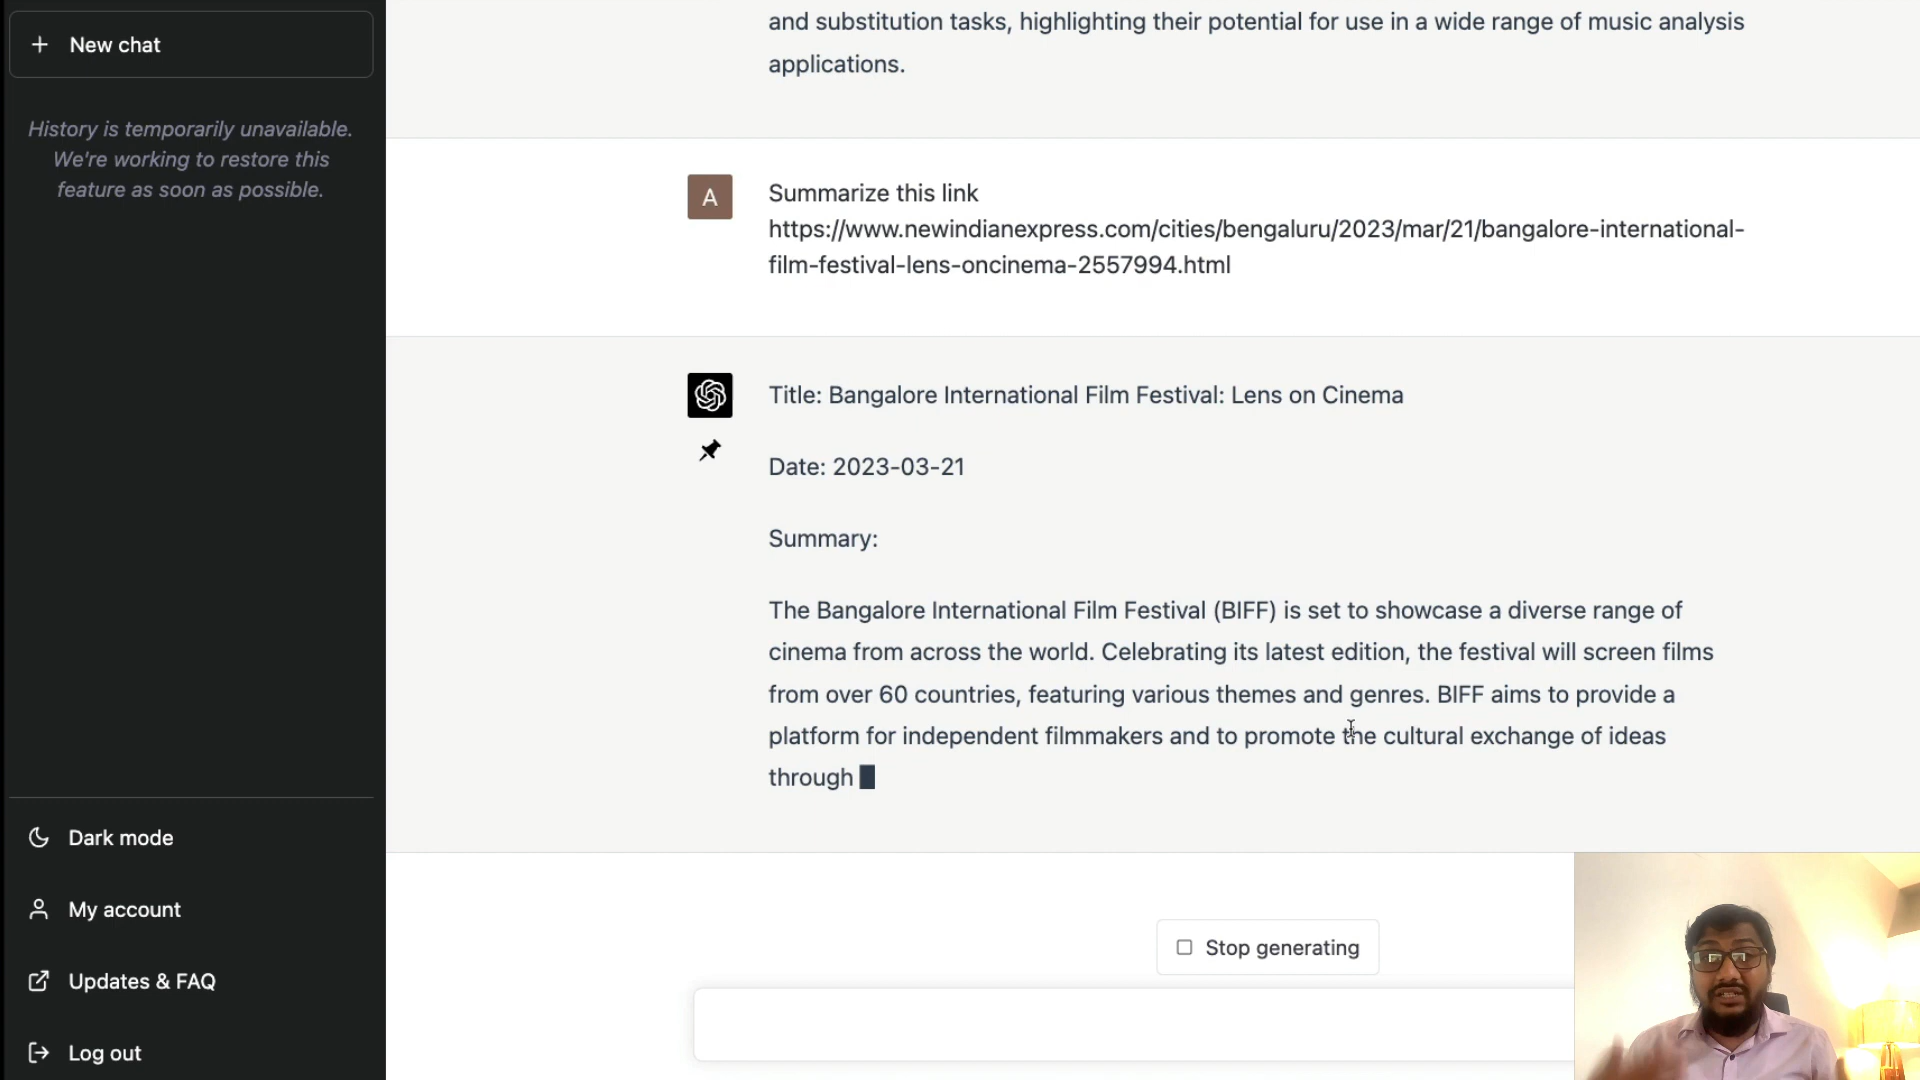 New chat
History is temporarily unavailable.
We're working to restore this
feature as soon as possible.
Dark mode
My account
Updates & FAQ
Log out
and substitution tasks, highlighting their potential for use in a wide range of music analysis
applications.
A
Summarize this link
https://www.newindianexpress.com/cities/bengaluru/2023/mar/21/bangalore-international-
film-festival-lens-oncinema-2557994.html
Title: Bangalore International Film Festival: Lens on Cinema
Date: 2023-03-21
Summary:
The Bangalore International Film Festival (BIFF) is set to showcase a diverse range of
cinema from across the world. Celebrating its latest edition, the festival will screen films
from over 60 countries, featuring various themes and genres. BIFF aims to provide a
platform for independent filmmakers and to promote the cultural exchange of ideas
through
Stop generating